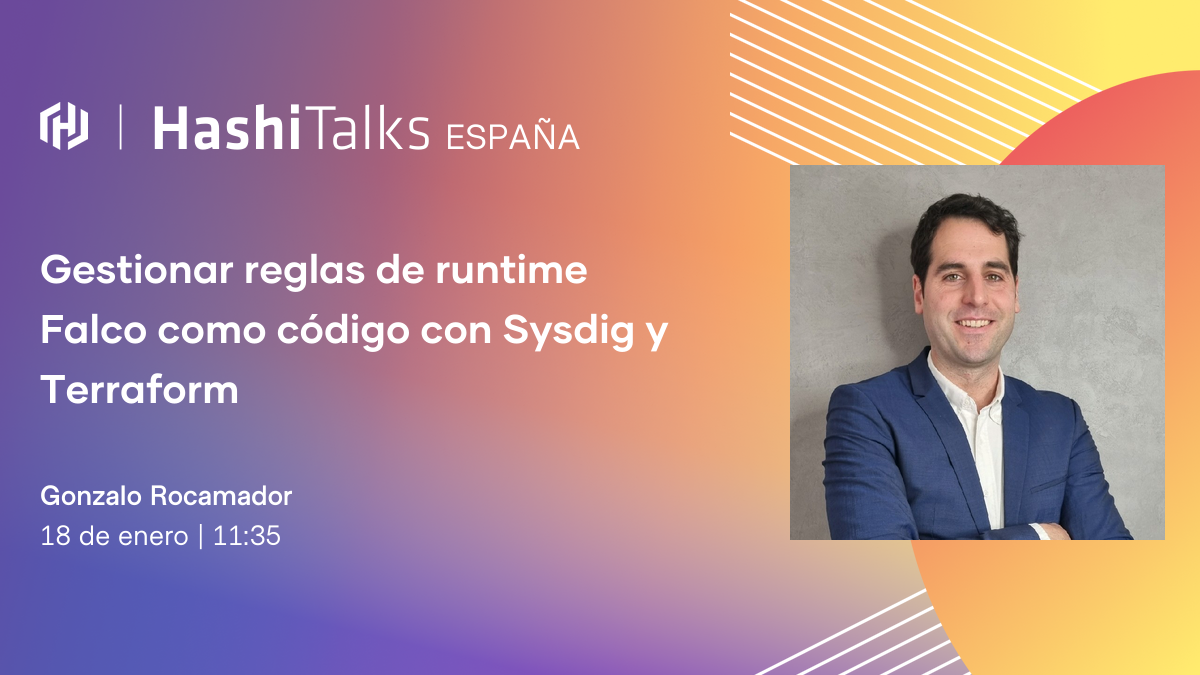 HashiTalks ESPAÑA
Gestionar reglas de runtime
Falco como código con Sysdig y
Terraform
Gonzalo Rocamador
18 de enero | 11:35